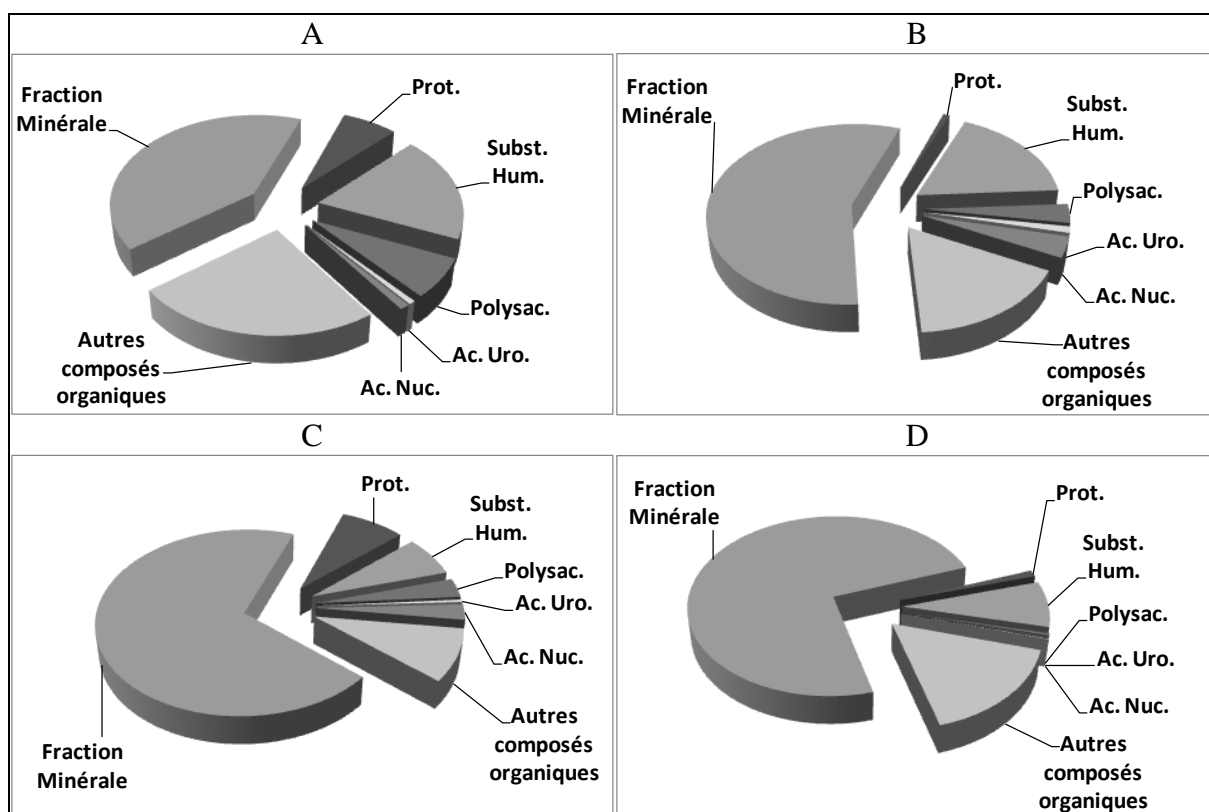 A
Fraction
Minérale
Prot.
Subst.
Hum.
Polysac.
Ac. Uro.
Ac. Nuc.
Autres
composés
organiques
B
Fraction
Minérale
Prot.
Subst.
Hum.
Polysac.
Ac. Uro.
Ac. Nuc.
Autres
composés
organiques
C
Prot.
Subst.
Hum.
Polysac.
Ac. Uro.
Ac. Nuc.
Autres
composés
organiques
Fraction
Minérale
D
Fraction
Minérale
Prot.
Subst.
Hum.
Polysac.
Ac. Uro.
Ac. Nuc.
Autres
composés
organiques